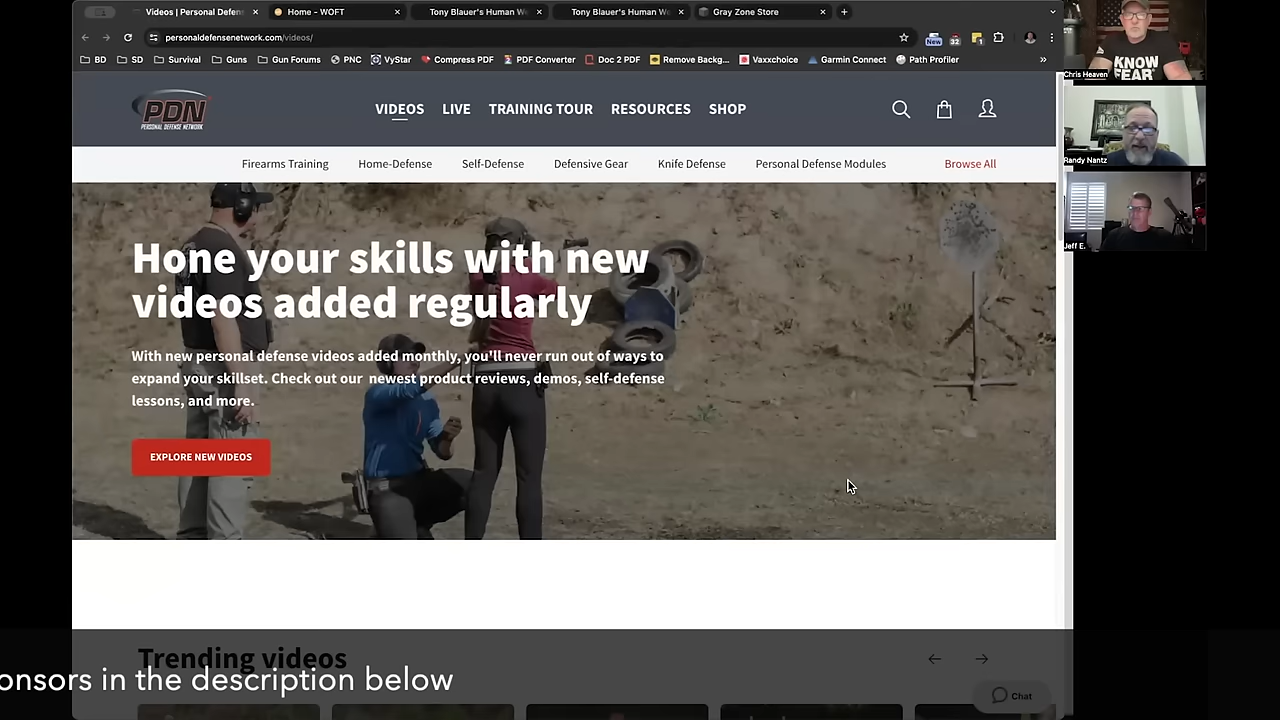 Videos | Personal Defen
Home - WOFT
Tony Blauer's Human W
Tony Blauer's Human W
Gray Zone Store
personaldefensenetwork.com/videos/
New
32
1
BD
SD
Survival
Guns
Gun Forums
PNC
VyStar
Compress PDF
PDF Converter
Doc 2 PDF
Remove Backg...
Vaxxchoice
Garmin Connect
Path Profiler
»
KNOW
FEAR
Chris Heaven
Randy Nantz
Jeff E.
PDN
PERSONAL DEFENSE NETWORK
VIDEOS
LIVE
TRAINING TOUR
RESOURCES
SHOP
Firearms Training
Home-Defense
Self-Defense
Defensive Gear
Knife Defense
Personal Defense Modules
Browse All
Hone your skills with new
videos added regularly
With new personal defense videos added monthly, you'll never run out of ways to
expand your skillset. Check out our newest product reviews, demos, self-defense
lessons, and more.
EXPLORE NEW VIDEOS
Trending videos
onsors in the description below
Chat